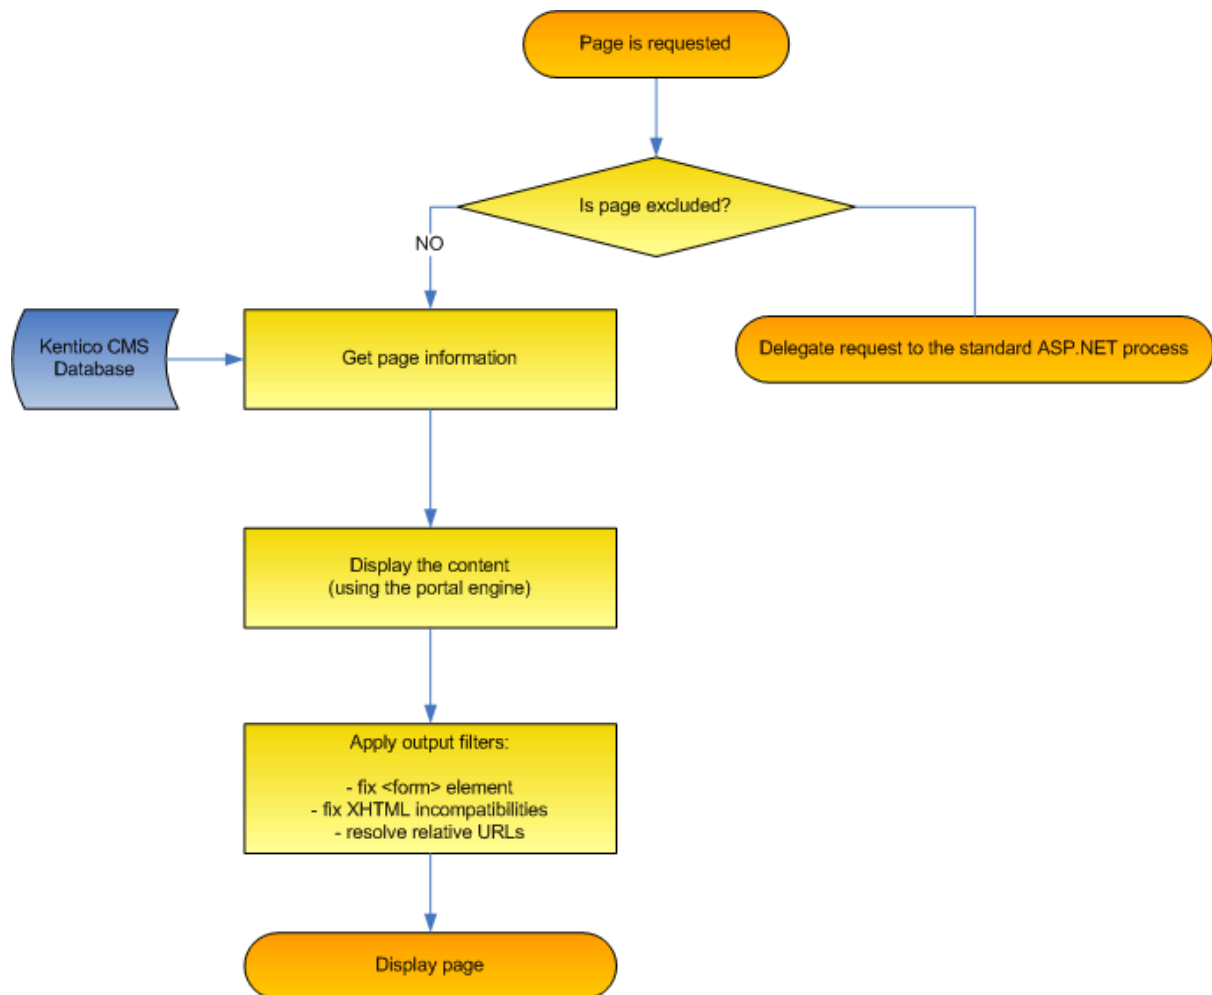 Page is requested
Is page excluded?
NO
Kentico CMS
Database
Get page information
Delegate request to the standard ASP.NET process
Display the content
(using the portal engine)
Apply output filters:
- fix <form> element
- fix XHTML incompatibilities
- resolve relative URLs
Display page